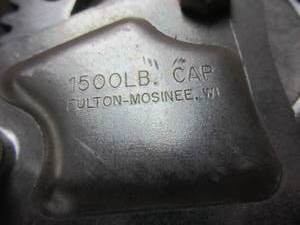 1500LB. CAP
FULTON-MOSINEE, WI